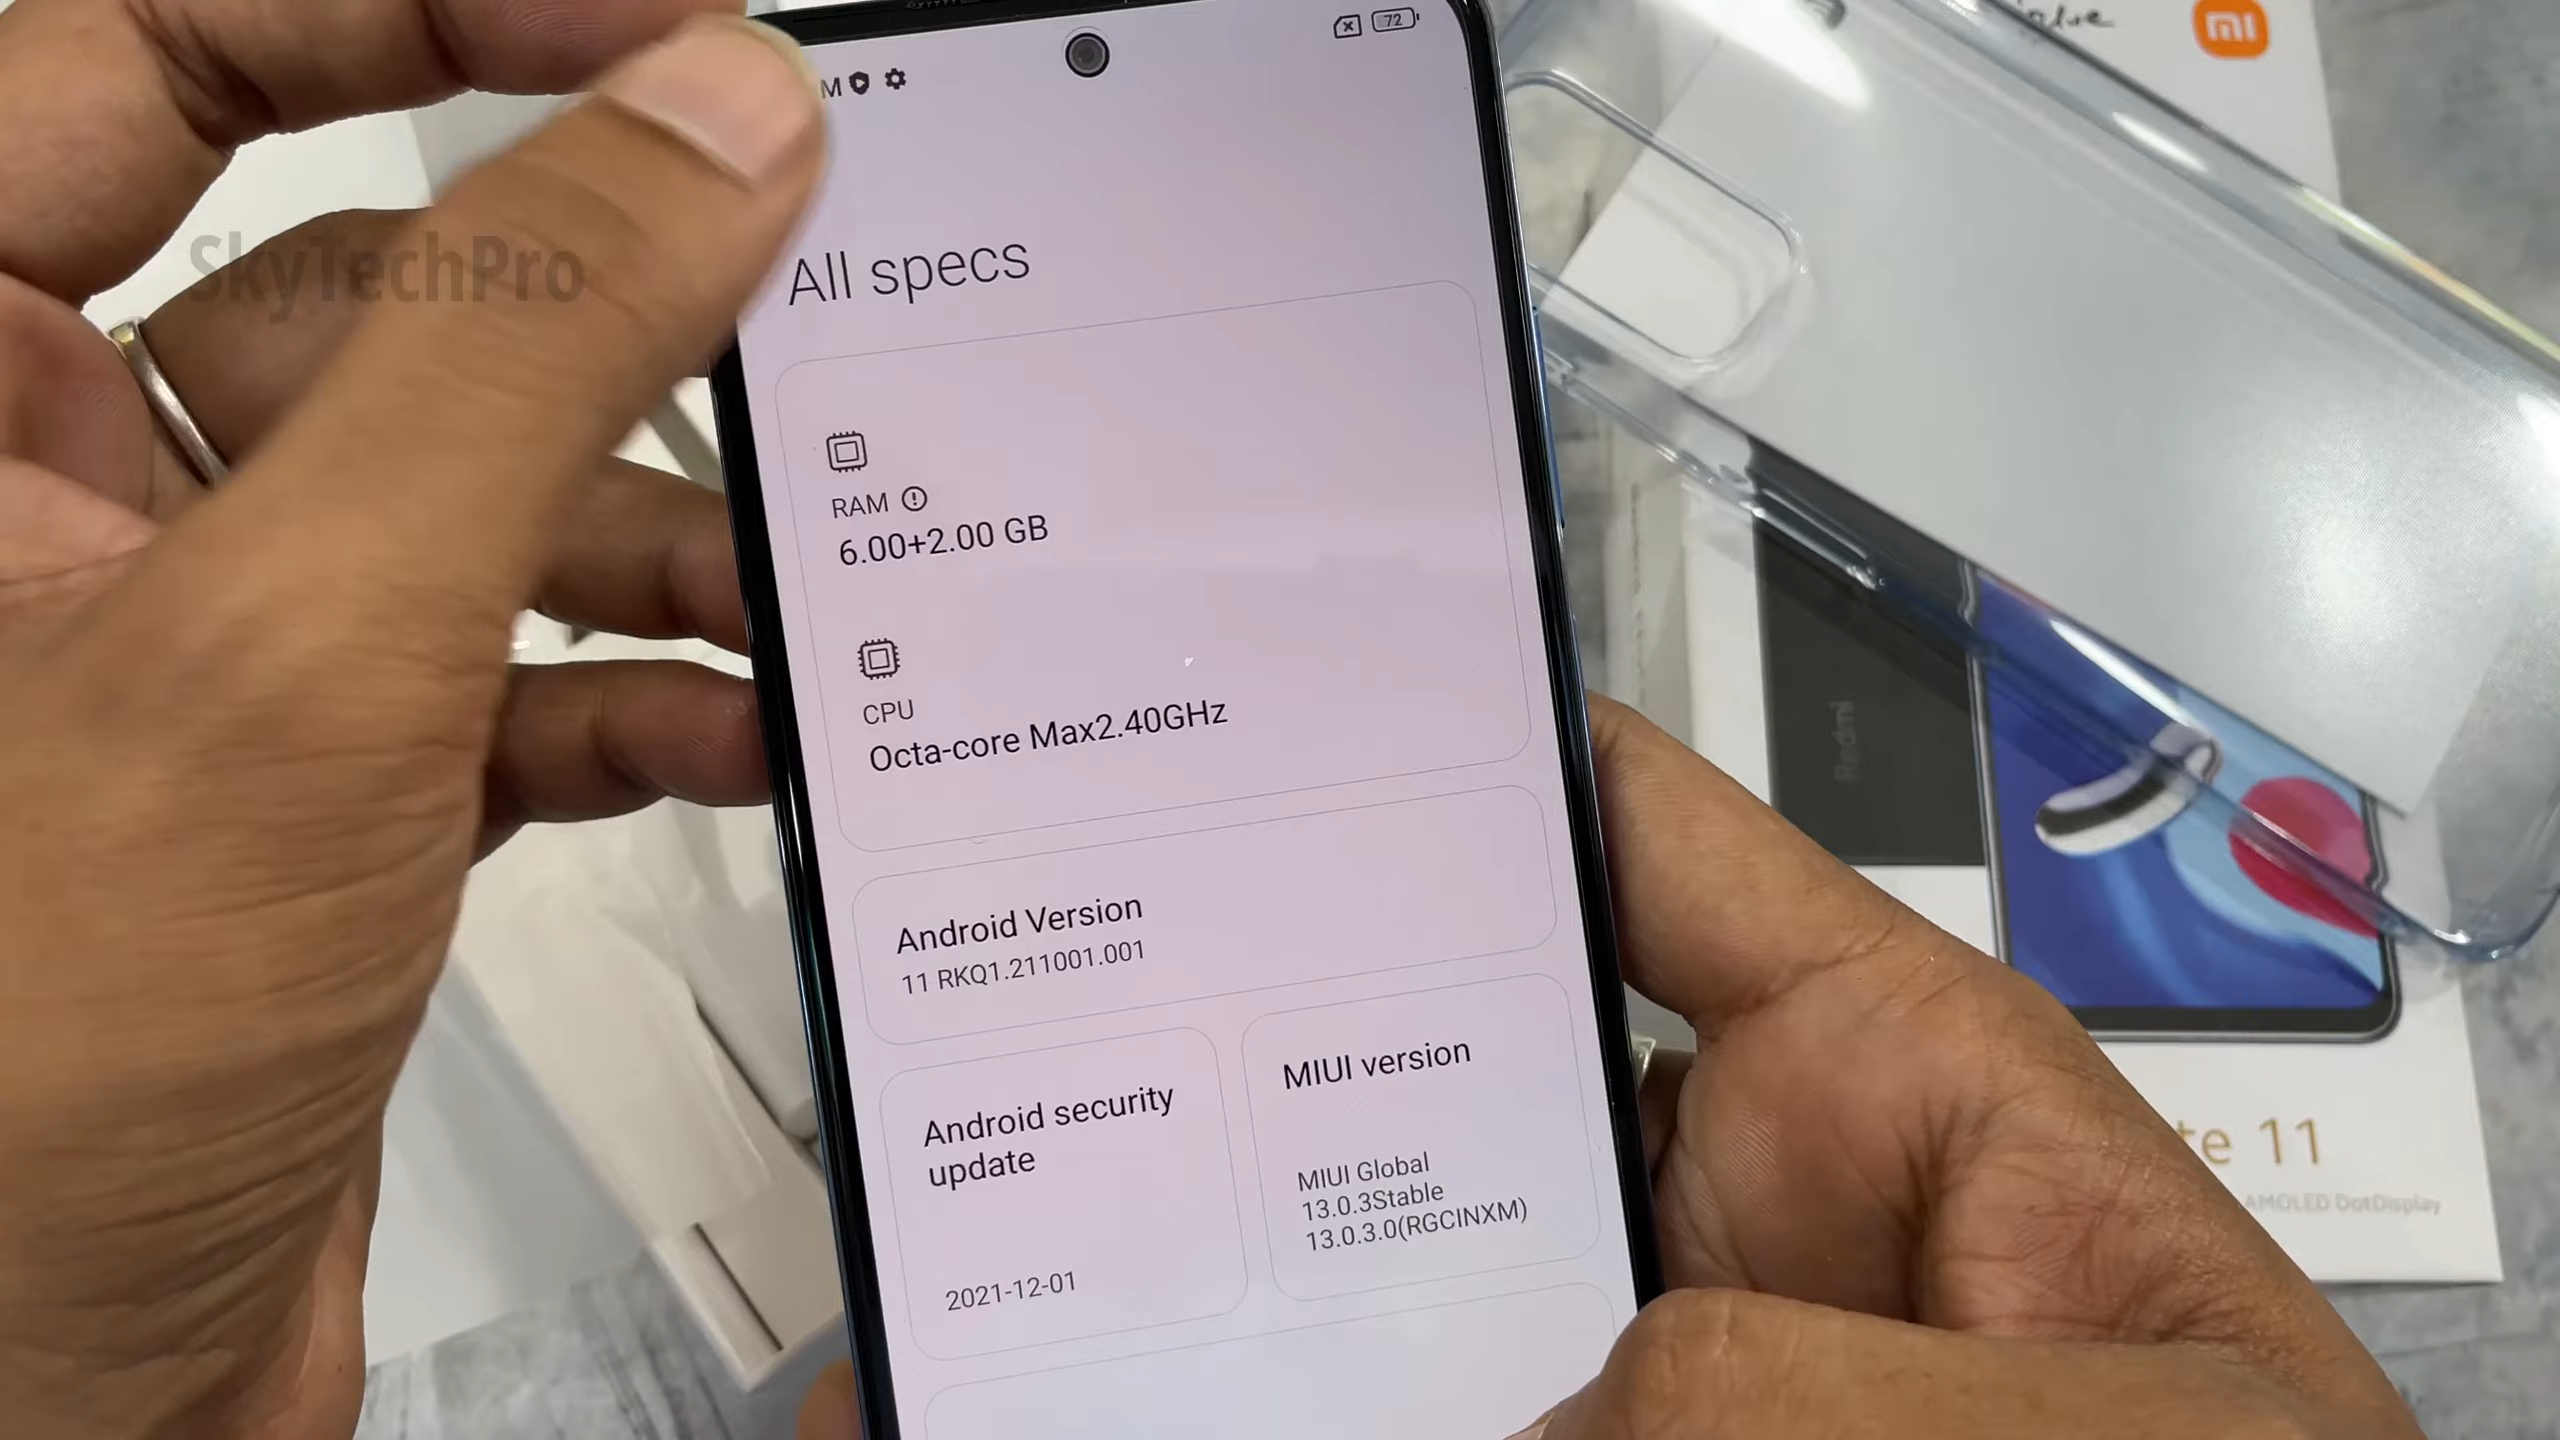 72
M
mi
SkyTechPro
All specs
RAM
6.00+2.00 GB
CPU
Octa-core Max2.40GHz
Redmi
Android Version
11 RKQ1.211001.001
Android security
update
2021-12-01
MIUI version
MIUI Global
13.0.3Stable
13.0.3.0(RGCINXM)
te 11
AMOLED DotDisplay